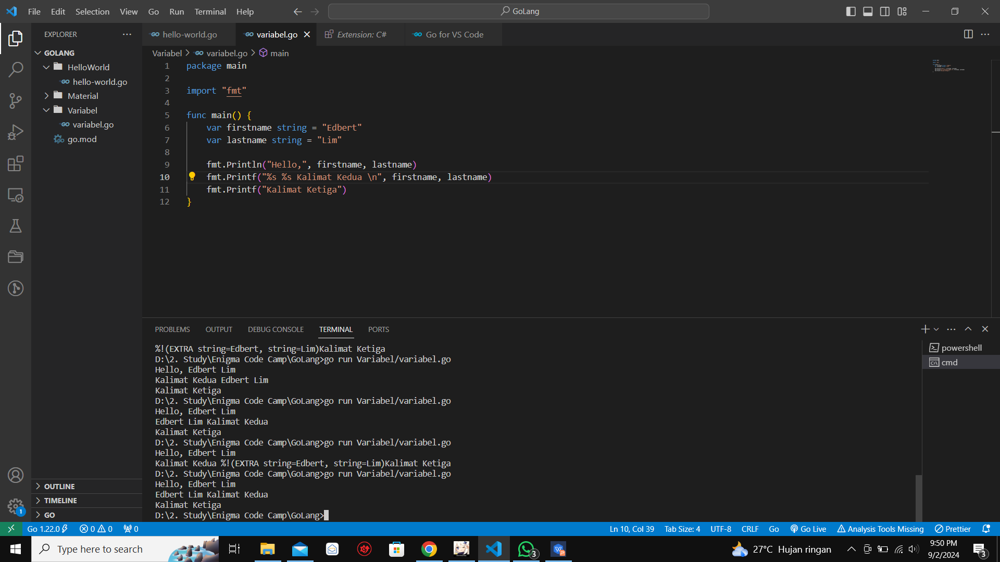 File Edit Selection View Go Run Terminal Help
GoLang
EXPLORER
hello-world.go
variabel.go
Extension: C#
Go for VS Code
GOLANG
HelloWorld
hello-world.go
Material
Variabel
variabel.go
go.mod
Variabel > variabel.go > main
1 package main
2
3 import "fmt"
4
5 func main() {
6 var firstname string = "Edbert"
7 var lastname string = "Lim"
8
9 fmt.Println("Hello,", firstname, lastname)
10 fmt.Printf("%s %s Kalimat Kedua \n", firstname, lastname)
11 fmt.Printf("Kalimat Ketiga")
12 }
PROBLEMS OUTPUT DEBUG CONSOLE TERMINAL PORTS
%!(EXTRA string=Edbert, string=Lim)Kalimat Ketiga
D:\2. Study\Enigma Code Camp\GoLang>go run Variabel/variabel.go
Hello, Edbert Lim
Kalimat Kedua Edbert Lim
Kalimat Ketiga
D:\2. Study\Enigma Code Camp\GoLang>go run Variabel/variabel.go
Hello, Edbert Lim
Edbert Lim Kalimat Kedua
Kalimat Ketiga
D:\2. Study\Enigma Code Camp\GoLang>go run Variabel/variabel.go
Hello, Edbert Lim
Kalimat Kedua %!(EXTRA string=Edbert, string=Lim)Kalimat Ketiga
D:\2. Study\Enigma Code Camp\GoLang>go run Variabel/variabel.go
Hello, Edbert Lim
Edbert Lim Kalimat Kedua
Kalimat Ketiga
D:\2. Study\Enigma Code Camp\GoLang>
powershell
cmd
OUTLINE
TIMELINE
GO
1
Go 1.22.0 0 0 0
Ln 10, Col 39 Tab Size: 4 UTF-8 CRLF Go Go Live Analysis Tools Missing Prettier
Type here to search
3
27°C Hujan ringan
9:50 PM
9/2/2024
3